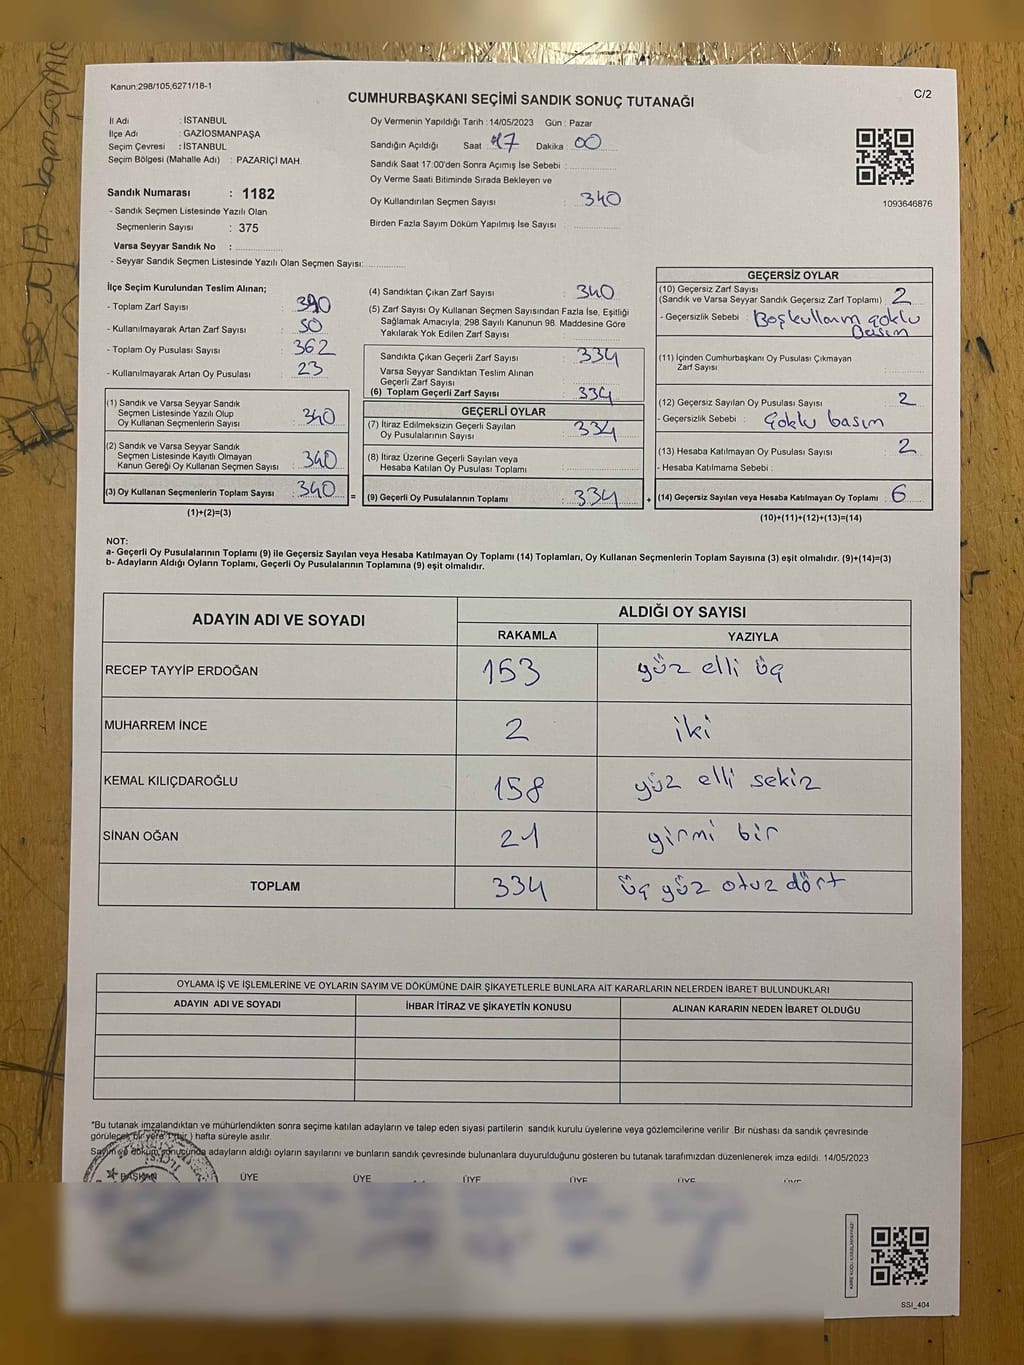 Kanun:298/105;6271/18-1
C/2
CUMHURBAŞKANI SEÇİMİ SANDIK SONUÇ TUTANAĞI
İl Adı : İSTANBUL
İlçe Adı : GAZİOSMANPAŞA
Seçim Çevresi : İSTANBUL
Seçim Bölgesi (Mahalle Adı) : PAZARİÇİ MAH.
Sandık Numarası : 1182
- Sandık Seçmen Listesinde Yazılı Olan
Seçmenlerin Sayısı : 375
Varsa Seyyar Sandık No :
- Seyyar Sandık Seçmen Listesinde Yazılı Olan Seçmen Sayısı:
Oy Vermenin Yapıldığı Tarih : 14/05/2023 Gün : Pazar
Sandığın Açıldığı Saat 17 Dakika 00
Sandık Saat 17:00'den Sonra Açımış İse Sebebi :
Oy Verme Saati Bitiminde Sırada Bekleyen ve
Oy Kullandırılan Seçmen Sayısı : 340
Birden Fazla Sayım Döküm Yapılmış İse Sayısı :
1093646876
İlçe Seçim Kurulundan Teslim Alınan;
- Toplam Zarf Sayısı : 390
- Kullanılmayarak Artan Zarf Sayısı : 50
- Toplam Oy Pusulası Sayısı : 362
- Kullanılmayarak Artan Oy Pusulası : 23
(1) Sandık ve Varsa Seyyar Sandık
Seçmen Listesinde Yazılı Olup
Oy Kullanan Seçmenlerin Sayısı : 340
(2) Sandık ve Varsa Seyyar Sandık
Seçmen Listesinde Kayıtlı Olmayan
Kanun Gereği Oy Kullanan Seçmen Sayısı : 340
(3) Oy Kullanan Seçmenlerin Toplam Sayısı : 340
(1)+(2)=(3)
=
(4) Sandıktan Çıkan Zarf Sayısı : 340
(5) Zarf Sayısı Oy Kullanan Seçmen Sayısından Fazla İse, Eşitliği
Sağlamak Amacıyla; 298 Sayılı Kanunun 98. Maddesine Göre
Yakılarak Yok Edilen Zarf Sayısı :
Sandıkta Çıkan Geçerli Zarf Sayısı : 334
Varsa Seyyar Sandıktan Teslim Alınan
Geçerli Zarf Sayısı :
(6) Toplam Geçerli Zarf Sayısı : 334
GEÇERLİ OYLAR
(7) İtiraz Edilmeksizin Geçerli Sayılan
Oy Pusulalarının Sayısı : 334
(8) İtiraz Üzerine Geçerli Sayılan veya
Hesaba Katılan Oy Pusulası Toplamı :
(9) Geçerli Oy Pusulalarının Toplamı : 334
+
GEÇERSİZ OYLAR
(10) Geçersiz Zarf Sayısı
(Sandık ve Varsa Seyyar Sandık Geçersiz Zarf Toplamı) : 2
- Geçersizlik Sebebi : Boş kullanım çoklu
basım
(11) İçinden Cumhurbaşkanı Oy Pusulası Çıkmayan
Zarf Sayısı :
(12) Geçersiz Sayılan Oy Pusulası Sayısı : 2
- Geçersizlik Sebebi : Çoklu basım
(13) Hesaba Katılmayan Oy Pusulası Sayısı : 2
- Hesaba Katılmama Sebebi :
(14) Geçersiz Sayılan veya Hesaba Katılmayan Oy Toplamı : 6
(10)+(11)+(12)+(13)=(14)
NOT:
a- Geçerli Oy Pusulalarının Toplamı (9) ile Geçersiz Sayılan veya Hesaba Katılmayan Oy Toplamı (14) Toplamları, Oy Kullanan Seçmenlerin Toplam Sayısına (3) eşit olmalıdır. (9)+(14)=(3)
b- Adayların Aldığı Oyların Toplamı, Geçerli Oy Pusulalarının Toplamına (9) eşit olmalıdır.
ADAYIN ADI VE SOYADI ALDIĞI OY SAYISI
RAKAMLA YAZIYLA
RECEP TAYYİP ERDOĞAN 153 yüz elli üç
MUHARREM İNCE 2 iki
KEMAL KILIÇDAROĞLU 158 yüz elli sekiz
SİNAN OĞAN 21 yirmi bir
TOPLAM 334 üç yüz otuz dört
OYLAMA İŞ VE İŞLEMLERİNE VE OYLARIN SAYIM VE DÖKÜMÜNE DAİR ŞİKAYETLERLE BUNLARA AİT KARARLARIN NELERDEN İBARET BULUNDUKLARI
ADAYIN ADI VE SOYADI İHBAR İTİRAZ VE ŞİKAYETİN KONUSU ALINAN KARARIN NEDEN İBARET OLDUĞU
*Bu tutanak imzalandıktan ve mühürlendikten sonra seçime katılan adayların ve talep eden siyasi partilerin sandık kurulu üyelerine veya gözlemcilerine verilir. Bir nüshası da sandık çevresinde
görülecek bir yere 1 (bir) hafta süreyle asılır.
Sayım ve döküm sonucunda adayların aldığı oyların sayılarını ve bunların sandık çevresinde bulunanlara duyurulduğunu gösteren bu tutanak tarafımızdan düzenlenerek imza edildi. 14/05/2023
BAŞKAN ÜYE ÜYE ÜYE ÜYE ÜYE ÜYE
SSI_404